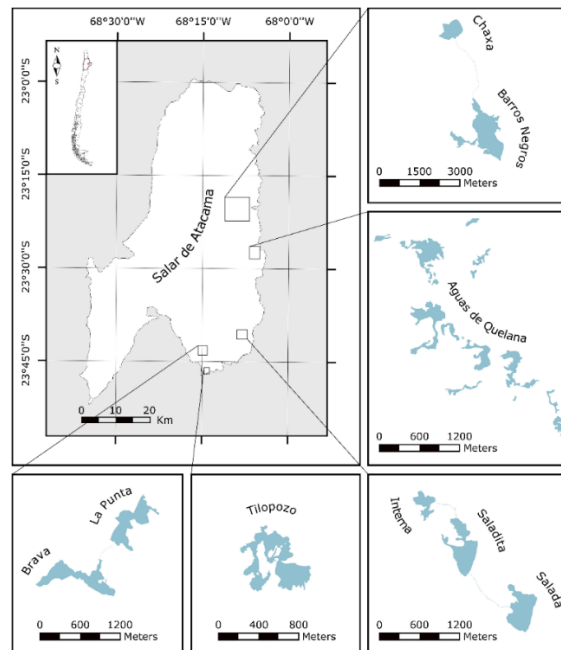 68°30'0"W 68°15'0"W 68°0'0"W
N
S
23°0'0"S
23°15'0"S
23°30'0"S
23°45'0"S
Salar de Atacama
0 10 20
Km
Chaxa
Barros Negros
0 1500 3000
Meters
Aguas de Quelana
0 600 1200
Meters
La Punta
Brava
0 600 1200
Meters
Tilopozo
0 400 800
Meters
Interna
Saladita
Salada
0 600 1200
Meters